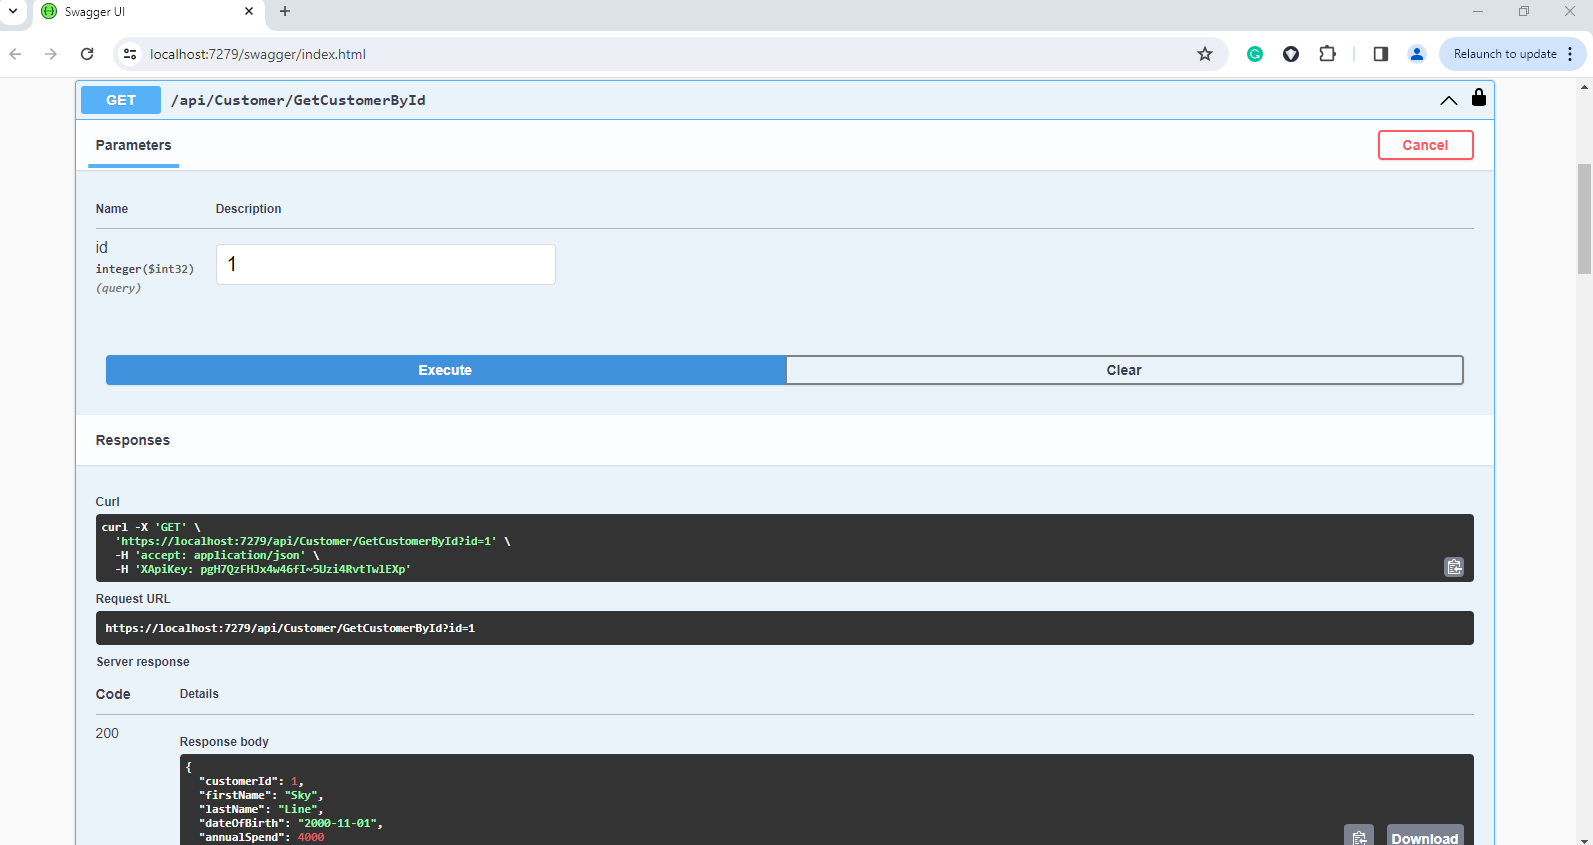 Swagger UI
localhost:7279/swagger/index.html
Relaunch to update
GET /api/Customer/GetCustomerById
Parameters
Cancel
Name Description
id
integer($int32)
(query)
1
Execute
Clear
Responses
Curl
curl -X 'GET' \
'https://localhost:7279/api/Customer/GetCustomerById?id=1' \
-H 'accept: application/json' \
-H 'XApiKey: pgH7QzFHJx4w46fI~5Uzi4RvtTwlEXp'
Request URL
https://localhost:7279/api/Customer/GetCustomerById?id=1
Server response
Code Details
200
Response body
{
"customerId": 1,
"firstName": "Sky",
"lastName": "Line",
"dateOfBirth": "2000-11-01",
"annualSpend": 4000
Download